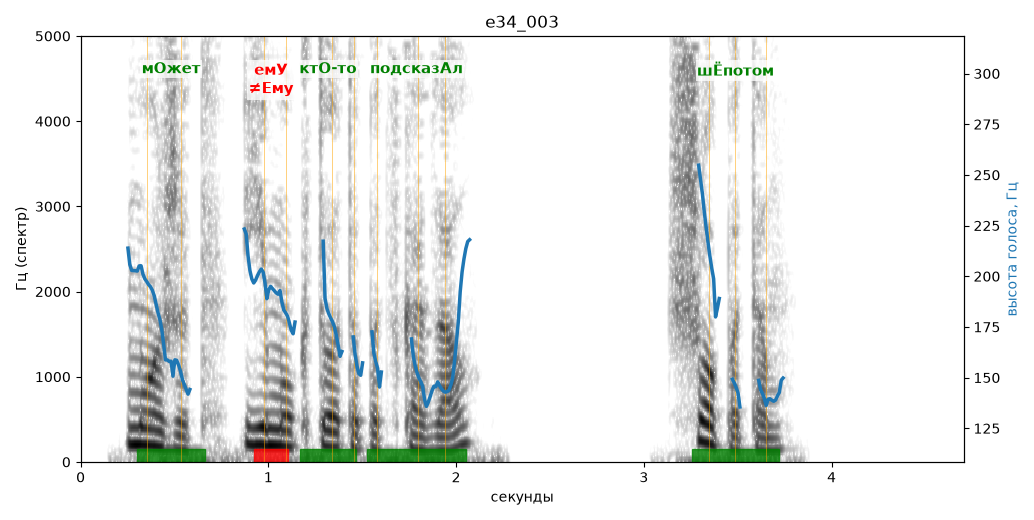 e34_003
мОжет
емУ
≠Ему
ктО-то
подсказАл
шЁпотом
5000
4000
3000
2000
1000
0
Гц (спектр)
300
275
250
225
200
175
150
125
высота голоса, Гц
0
1
2
3
4
секунды